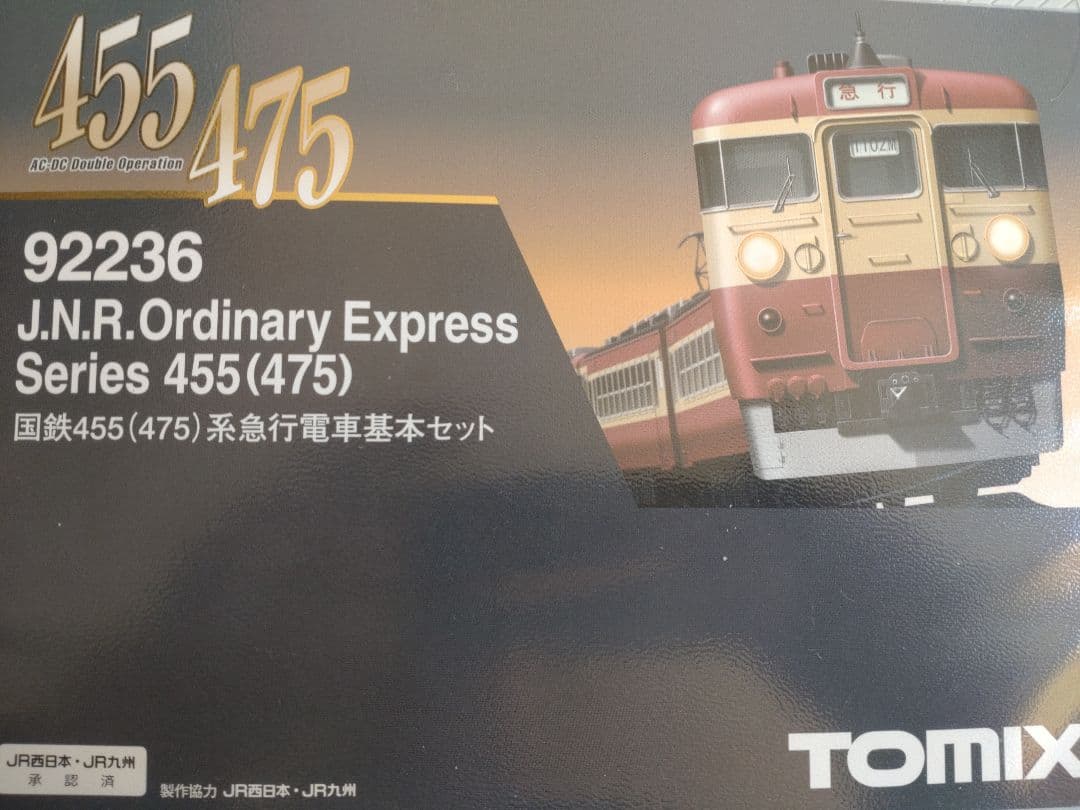 455
AC-DC Double Operation
475
急行
1102M
92236
J.N.R.Ordinary Express
Series 455(475)
国鉄455(475)系急行電車基本セット
JR西日本・JR九州
承認済
製作協力 JR西日本・JR九州
TOMIX